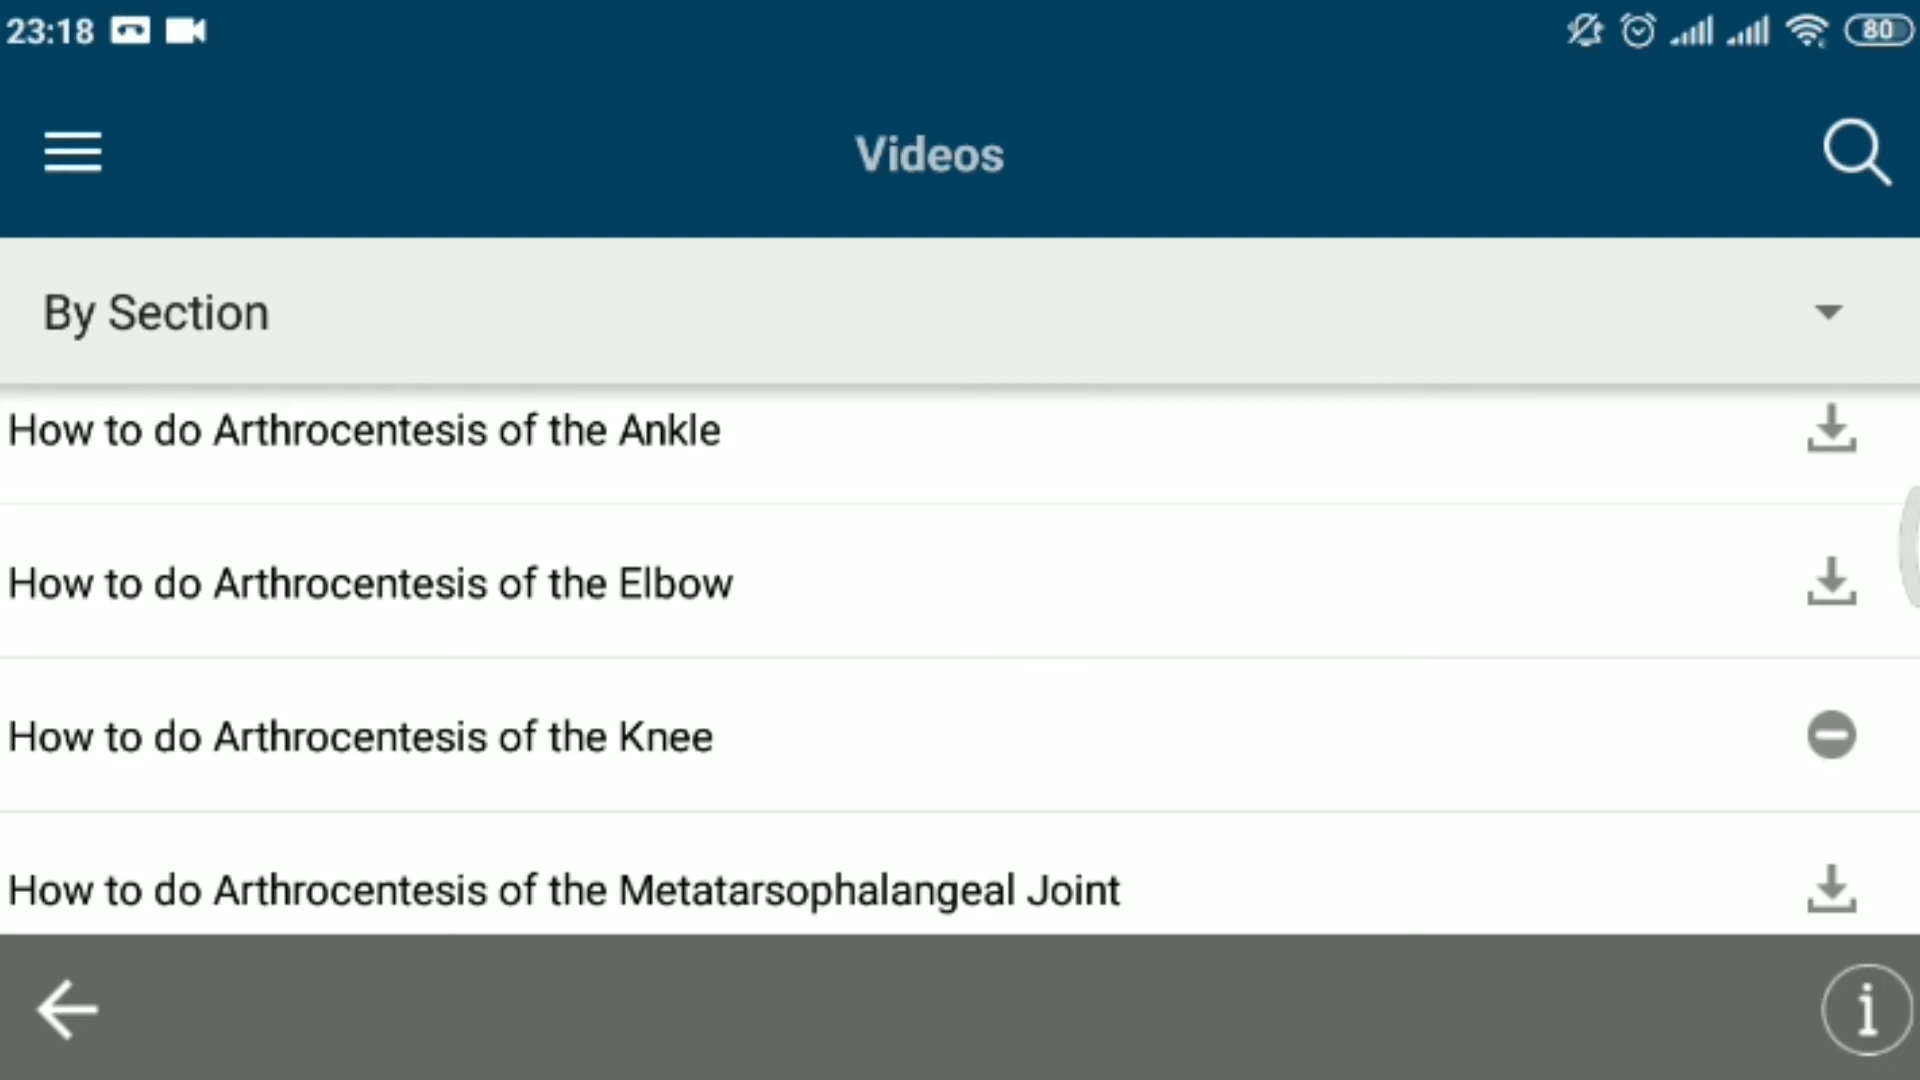 23:18
80
Videos
By Section
How to do Arthrocentesis of the Ankle
How to do Arthrocentesis of the Elbow
How to do Arthrocentesis of the Knee
How to do Arthrocentesis of the Metatarsophalangeal Joint